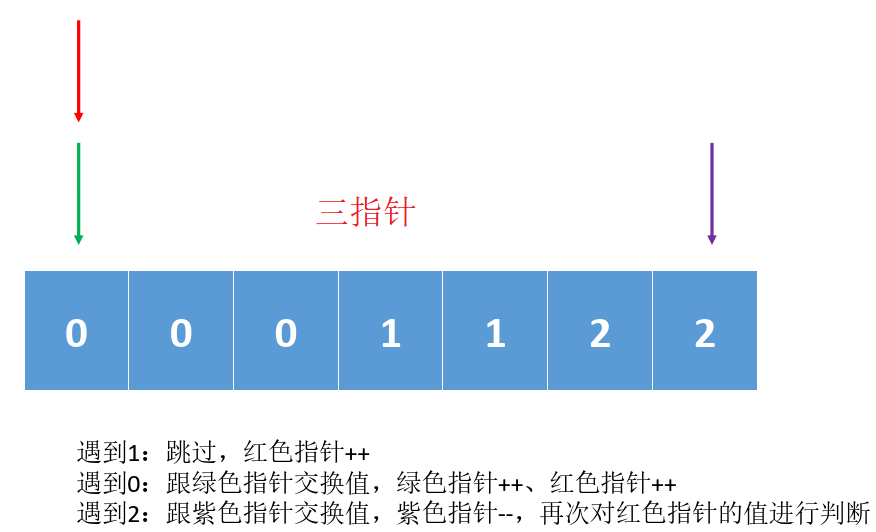 三指针
0 0 0 1 1 2 2
遇到1：跳过，红色指针++
遇到0：跟绿色指针交换值，绿色指针++、红色指针++
遇到2：跟紫色指针交换值，紫色指针--，再次对红色指针的值进行判断